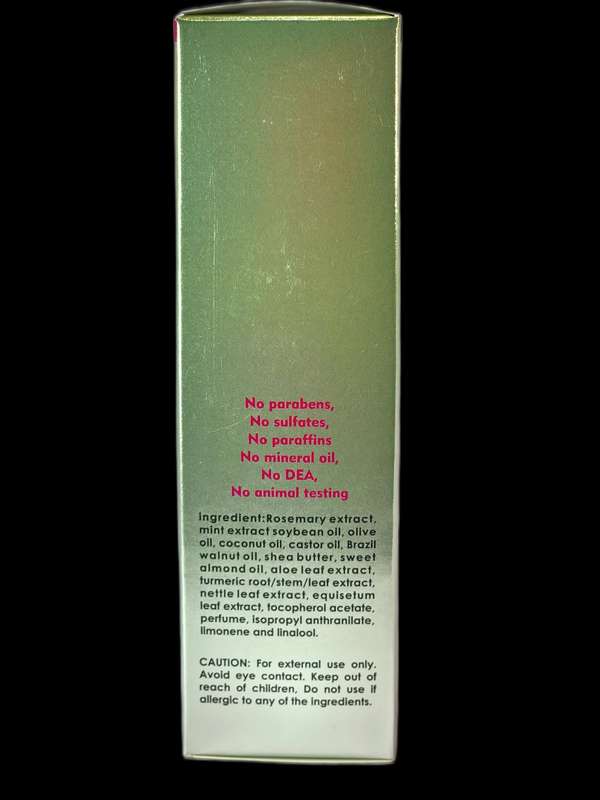 No parabens,
No sulfates,
No paraffins
No mineral oil,
No DEA,
No animal testing
ingredient:Rosemary extract,
mint extract soybean oil, olive
oil, coconut oil, castor oil, Brazil
walnut oil, shea butter, sweet
almond oil, aloe leaf extract,
turmeric root/stem/leaf extract,
nettle leaf extract, equisetum
leaf extract, tocopherol acetate,
perfume, isopropyl anthranilate,
limonene and linalool.
CAUTION: For external use only.
Avoid eye contact. Keep out of
reach of children, Do not use if
allergic to any of the ingredients.